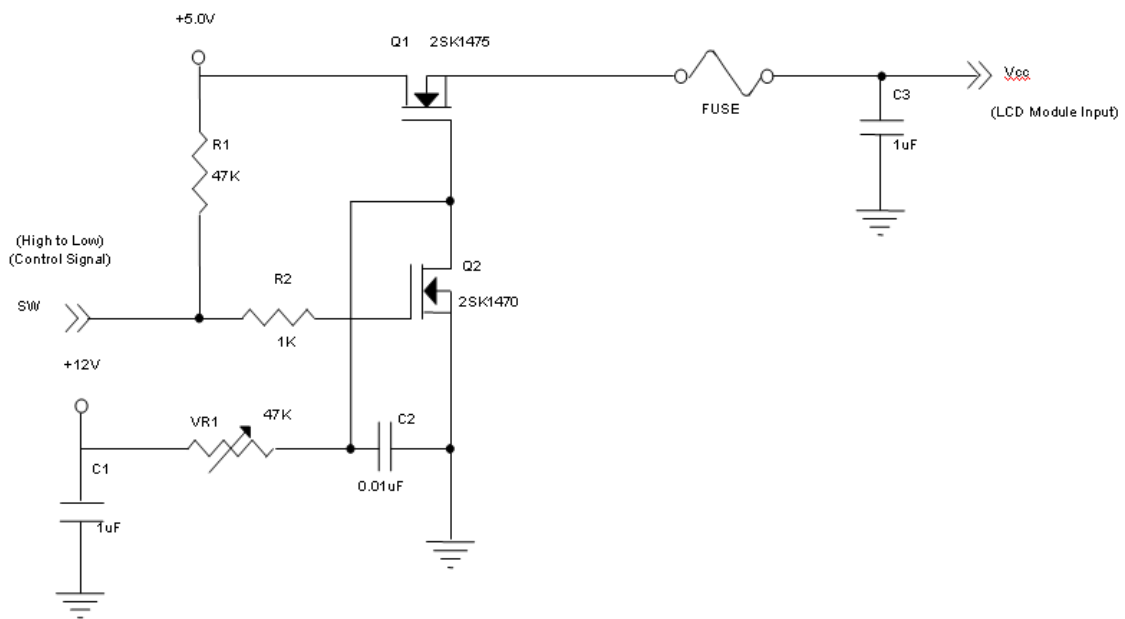 +5.0V
Q1 2SK1475
FUSE
Vcc
C3
(LCD Module Input)
1uF
R1
47K
(High to Low)
(Control Signal)
SW
R2
1K
Q2
2SK1470
+12V
VR1
47K
C2
0.01uF
C1
1uF